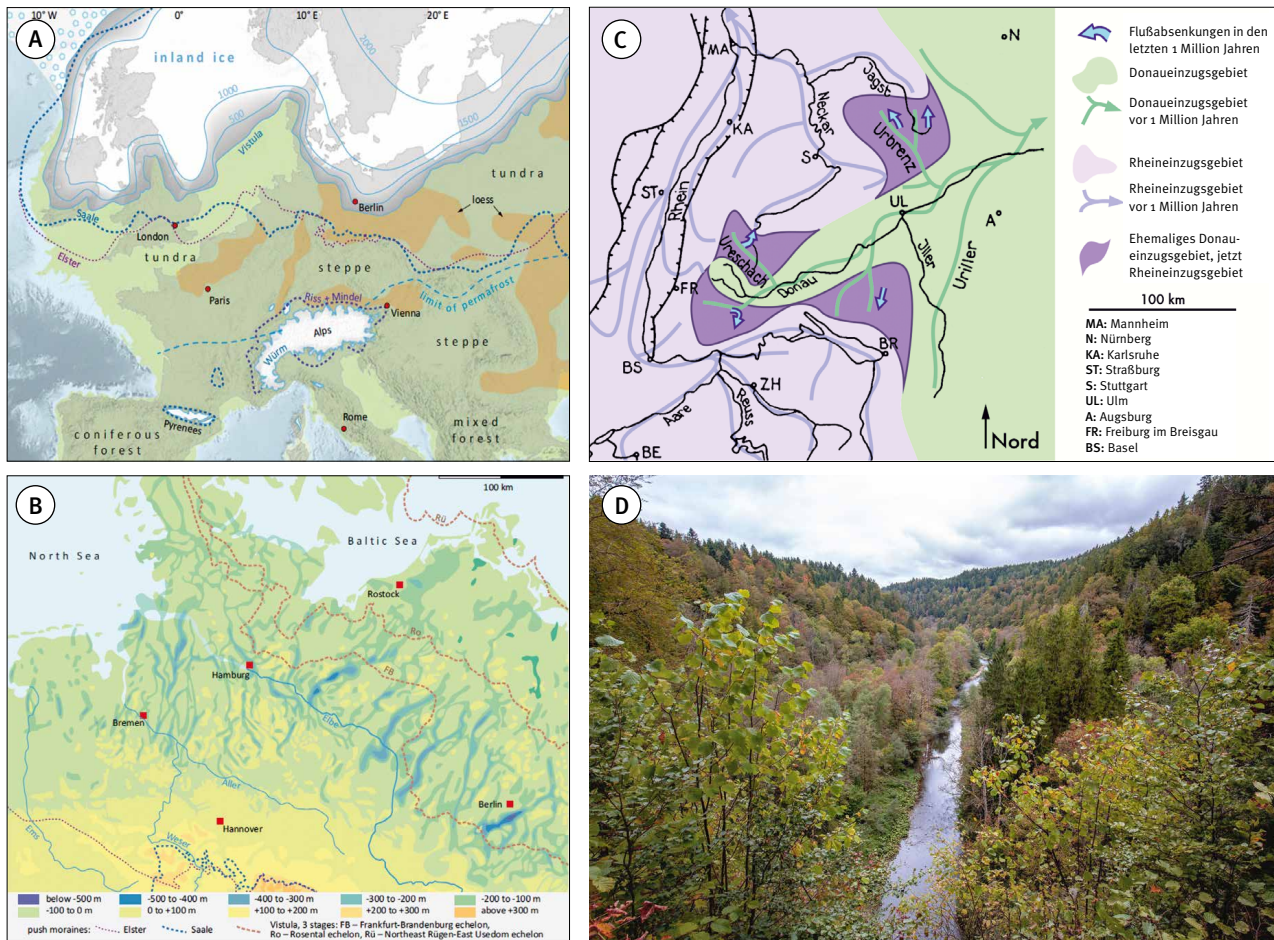 10° W
0°
10° E
20° E
A
inland ice
2000
1000
500
1500
Vistula
tundra
Saale
Berlin
loess
London
Elster
tundra
steppe
Paris
Riss + Mindel
limit of permafrost
Vienna
Alps
Würm
steppe
Rome
Pyrenees
mixed
forest
coniferous
forest
C
MA
N
Jagst
Neckar
KA
Urbrenz
S
ST
Rhein
UL
A
Ureschach
Iller
Uriller
Donau
FR
BS
BR
ZH
Aare
Reuss
BE
Nord
Flußabsenkungen in den
letzten 1 Million Jahren
Donaueinzugsgebiet
Donaueinzugsgebiet
vor 1 Million Jahren
Rheineinzugsgebiet
Rheineinzugsgebiet
vor 1 Million Jahren
Ehemaliges Donau-
einzugsgebiet, jetzt
Rheineinzugsgebiet
100 km
MA: Mannheim
N: Nürnberg
KA: Karlsruhe
ST: Straßburg
S: Stuttgart
UL: Ulm
A: Augsburg
FR: Freiburg im Breisgau
BS: Basel
B
100 km
Rü
North Sea
Baltic Sea
Rostock
Ro
Hamburg
FB
Elbe
Bremen
Aller
Berlin
Hannover
Ems
Weser
below -500 m
-500 to -400 m
-400 to -300 m
-300 to -200 m
-200 to -100 m
-100 to 0 m
0 to +100 m
+100 to +200 m
+200 to +300 m
above +300 m
push moraines:
Elster
Saale
Vistula, 3 stages: FB – Frankfurt-Brandenburg echelon,
Ro – Rosental echelon, Rü – Northeast Rügen-East Usedom echelon
D